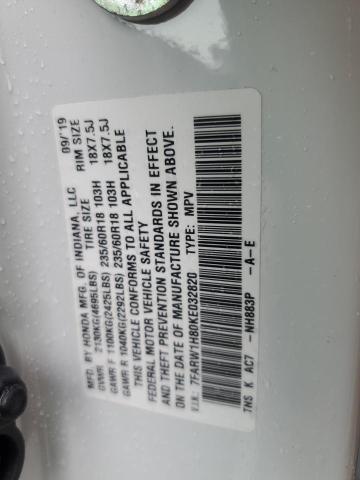 MFD. BY HONDA MFG. OF INDIANA, LLC 09/'19
GVWR 2130KG(4695LBS) TIRE SIZE RIM SIZE
GAWR F 1100KG(2425LBS) 235/60R18 103H 18X7.5J
GAWR R 1040KG(2292LBS) 235/60R18 103H 18X7.5J
THIS VEHICLE CONFORMS TO ALL APPLICABLE
FEDERAL MOTOR VEHICLE SAFETY
AND THEFT PREVENTION STANDARDS IN EFFECT
ON THE DATE OF MANUFACTURE SHOWN ABOVE.
V.I.N: 7FARW1H80KE032820 TYPE: MPV
TNS K AC7 -NH883P -A-E